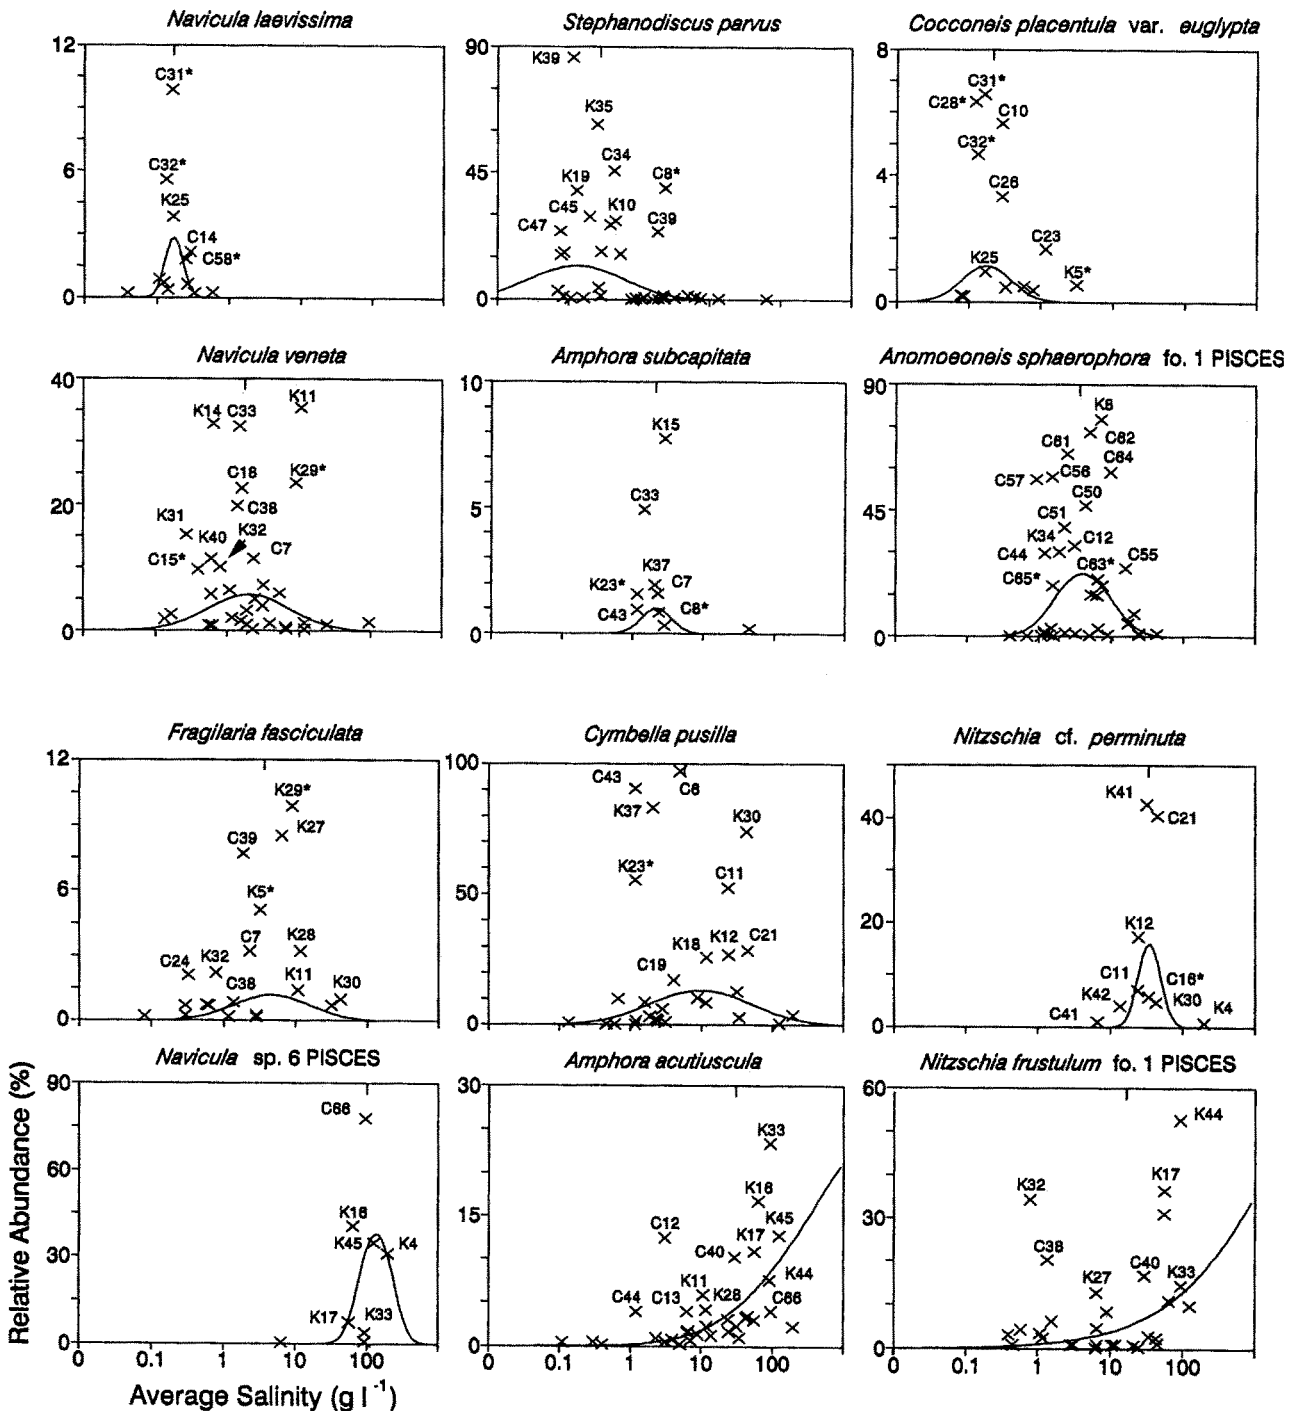 Navicula laevissima
12
6
0
C31*
C32*
K25
C14
C58*
Stephanodiscus parvus
90
45
0
K39
K35
C34
K19
C8*
C45
K10
C47
C39
Cocconeis placentula var. euglypta
8
4
0
C31*
C28*
C10
C32*
C26
C23
K25
K5*
Navicula veneta
40
20
0
K11
K14
C33
C18
K29*
C38
K31
K40
K32
C7
C15*
Amphora subcapitata
10
5
0
K15
C33
K37
K23*
C7
C43
C8*
Anomoeoneis sphaerophora fo. 1 PISCES
90
45
0
K8
C62
C61
C64
C57
C56
C50
C51
K34
C12
C44
C63*
C55
C65*
Fragilaria fasciculata
12
6
0
K29*
K27
C39
K5*
C7
K28
C24
K32
C38
K11
K30
Cymbella pusilla
100
50
0
C43
C6
K37
K30
K23*
C11
K18
K12
C21
C19
Nitzschia cf. perminuta
40
20
0
K41
C21
K12
C11
C16*
K42
K30
C41
K4
Navicula sp. 6 PISCES
90
60
30
0
C66
K16
K45
K4
K17
K33
0
0.1
1
10
100
Amphora acutiuscula
30
15
0
K33
K16
K45
C12
K17
C40
K44
K11
C44
C13
K28
C66
0
0.1
1
10
100
Nitzschia frustulum fo. 1 PISCES
60
30
0
K44
K17
K32
C38
C40
K27
K33
0
0.1
1
10
100
Relative Abundance (%)
Average Salinity (g l⁻¹)